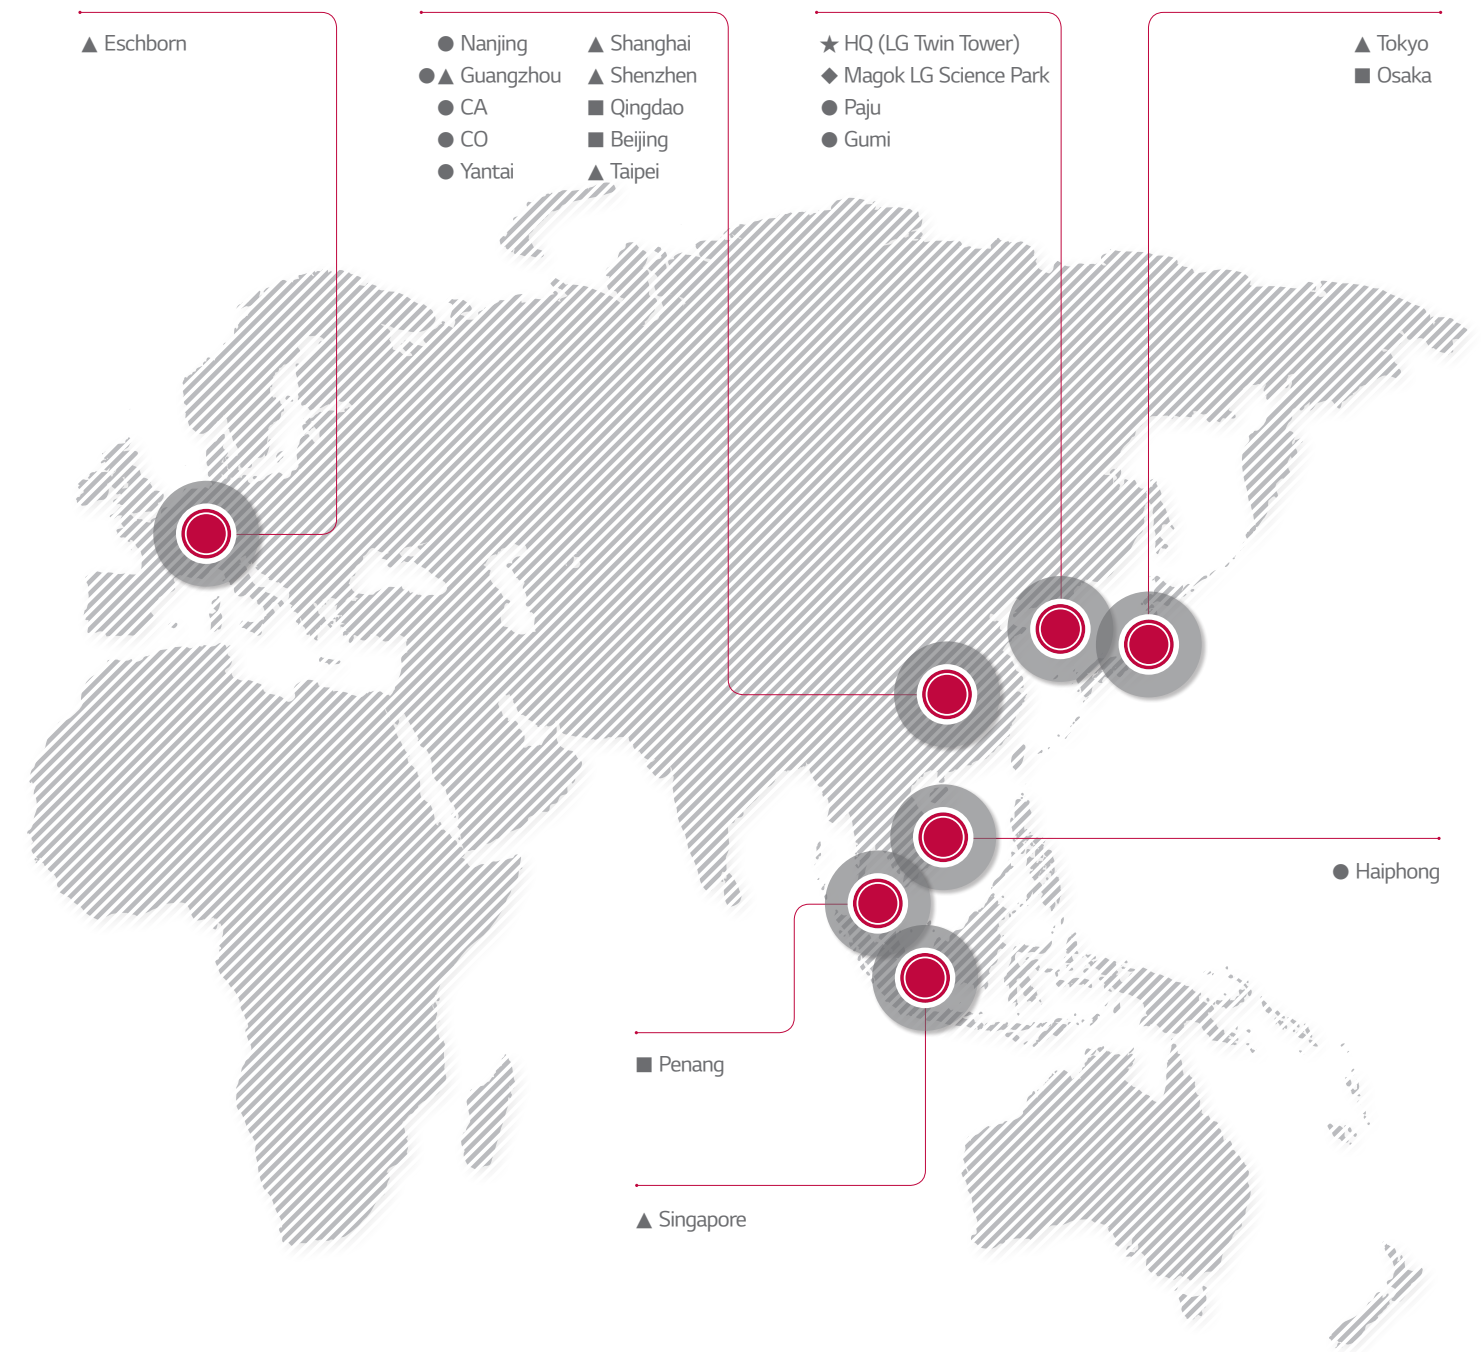 ▲ Eschborn
● Nanjing
●▲ Guangzhou
● CA
● CO
● Yantai
▲ Shanghai
▲ Shenzhen
■ Qingdao
■ Beijing
▲ Taipei
★ HQ (LG Twin Tower)
◆ Magok LG Science Park
● Paju
● Gumi
▲ Tokyo
■ Osaka
● Haiphong
■ Penang
▲ Singapore